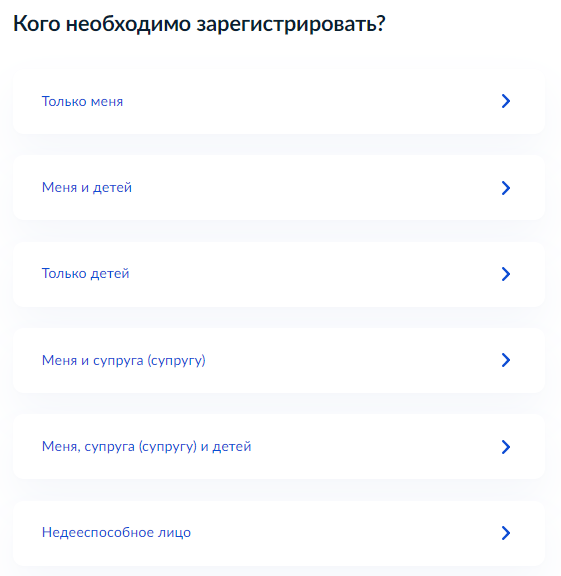 Кого необходимо зарегистрировать?
Только меня
Меня и детей
Только детей
Меня и супруга (супругу)
Меня, супруга (супругу) и детей
Недееспособное лицо